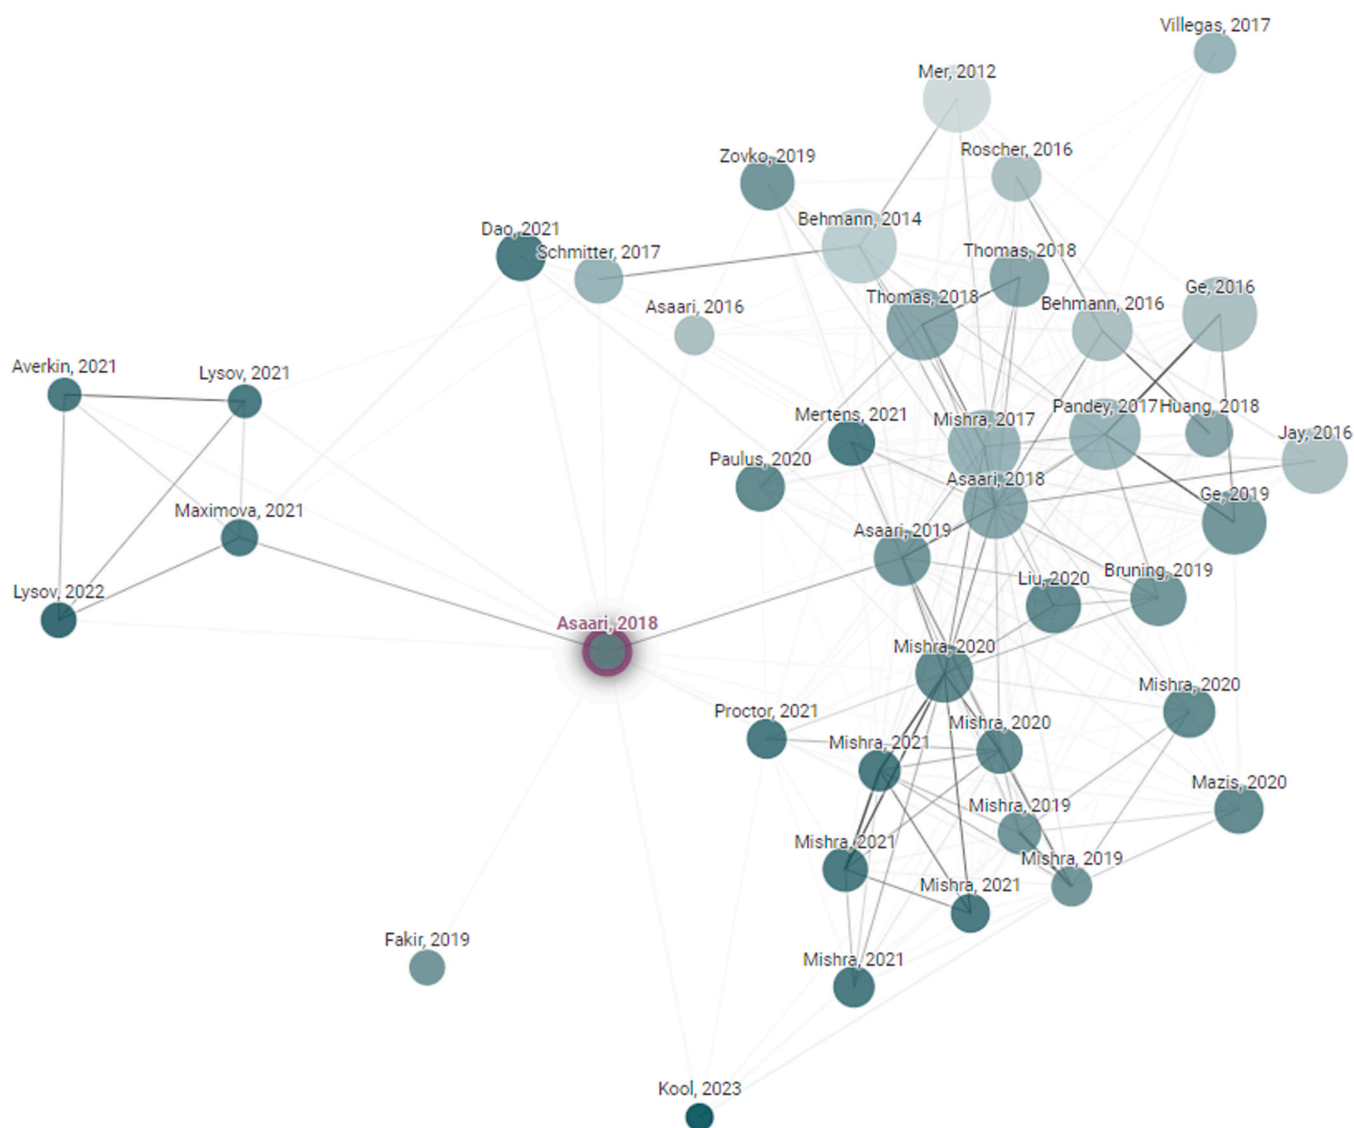 Villegas, 2017
Mer, 2012
Roscher, 2016
Zovko, 2019
Behmann, 2014
Dao, 2021
Schmitter, 2017
Thomas, 2018
Ge, 2016
Thomas, 2018
Behmann, 2016
Asaari, 2016
Averkin, 2021
Lysov, 2021
Pandey, 2017
Huang, 2018
Mertens, 2021
Mishra, 2017
Jay, 2016
Paulus, 2020
Asaari, 2018
Ge, 2019
Maximova, 2021
Asaari, 2019
Bruning, 2019
Liu, 2020
Lysov, 2022
Asaari, 2018
Mishra, 2020
Mishra, 2020
Proctor, 2021
Mishra, 2020
Mishra, 2021
Mazis, 2020
Mishra, 2019
Mishra, 2021
Mishra, 2019
Mishra, 2021
Fakir, 2019
Mishra, 2021
Kool, 2023